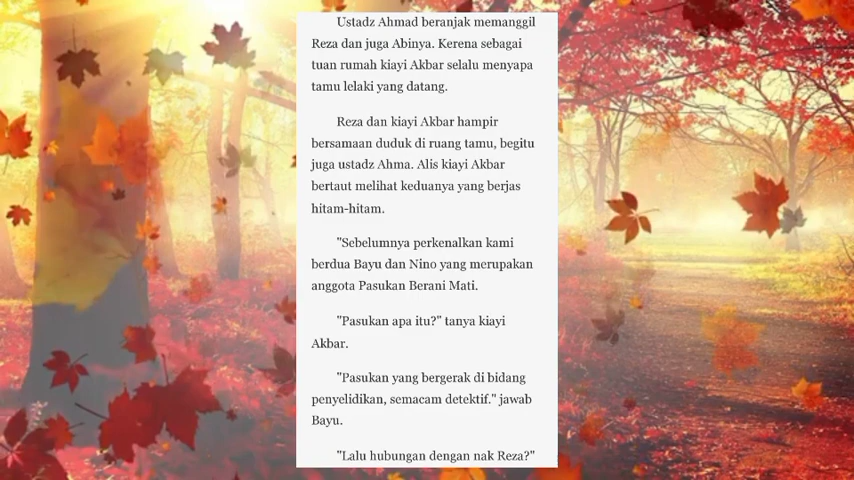 Ustadz Ahmad beranjak memanggil
Reza dan juga Abinya. Kerena sebagai
tuan rumah kiayi Akbar selalu menyapa
tamu lelaki yang datang.
Reza dan kiayi Akbar hampir
bersamaan duduk di ruang tamu, begitu
juga ustadz Ahma. Alis kiayi Akbar
bertaut melihat keduanya yang berjas
hitam-hitam.
"Sebelumnya perkenalkan kami
berdua Bayu dan Nino yang merupakan
anggota Pasukan Berani Mati.
"Pasukan apa itu?" tanya kiayi
Akbar.
"Pasukan yang bergerak di bidang
penyelidikan, semacam detektif." jawab
Bayu.
"Lalu hubungan dengan nak Reza?"